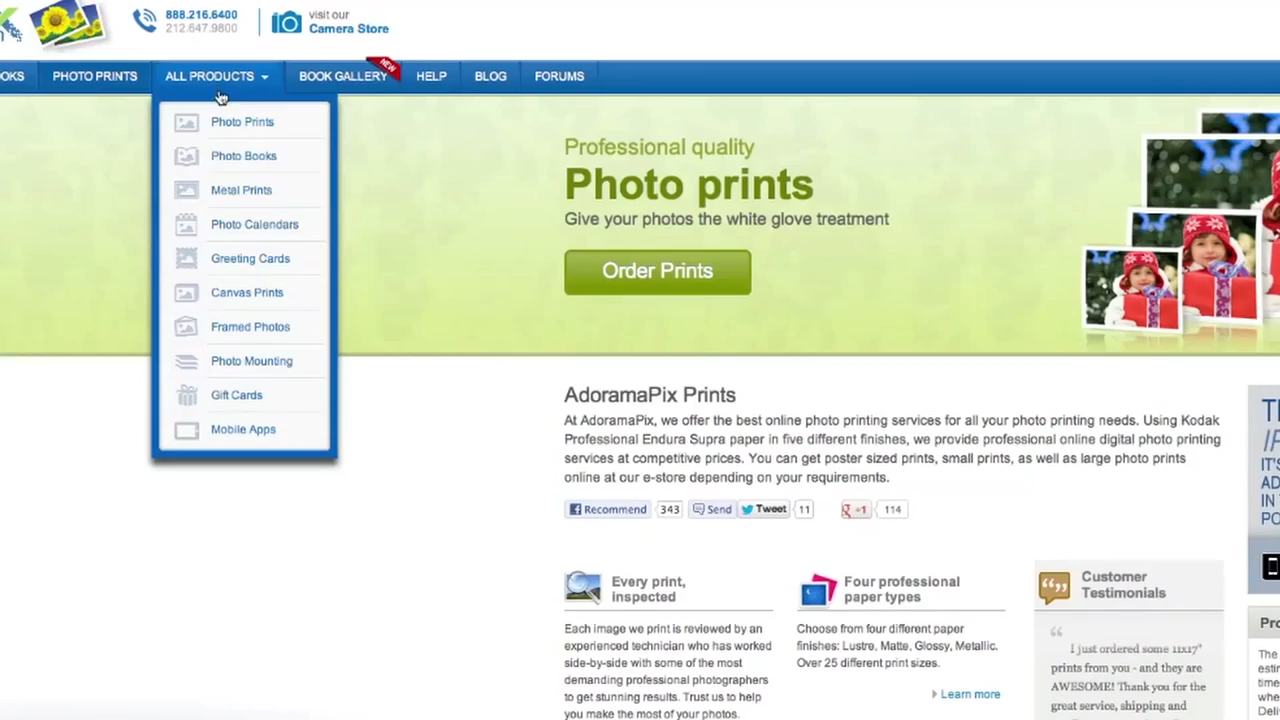 888.216.6400
212.647.9800
visit our
Camera Store
OKS
PHOTO PRINTS
ALL PRODUCTS
BOOK GALLERY
NEW
HELP
BLOG
FORUMS
Photo Prints
Photo Books
Metal Prints
Photo Calendars
Greeting Cards
Canvas Prints
Framed Photos
Photo Mounting
Gift Cards
Mobile Apps
Professional quality
Photo prints
Give your photos the white glove treatment
Order Prints
AdoramaPix Prints
At AdoramaPix, we offer the best online photo printing services for all your photo printing needs. Using Kodak
Professional Endura Supra paper in five different finishes, we provide professional online digital photo printing
services at competitive prices. You can get poster sized prints, small prints, as well as large photo prints
online at our e-store depending on your requirements.
Recommend 343 Send Tweet 11 +1 114
Every print,
inspected
Each image we print is reviewed by an
experienced technician who has worked
side-by-side with some of the most
demanding professional photographers
to get stunning results. Trust us to help
you make the most of your photos.
Four professional
paper types
Choose from four different paper
finishes: Lustre, Matte, Glossy, Metallic.
Over 25 different print sizes.
Learn more
Customer
Testimonials
I just ordered some 11x17"
prints from you - and they are
AWESOME! Thank you for the
great service, shipping and
IT'S
AD
IN
PO
Pro
The
esti
time
whe
Deli